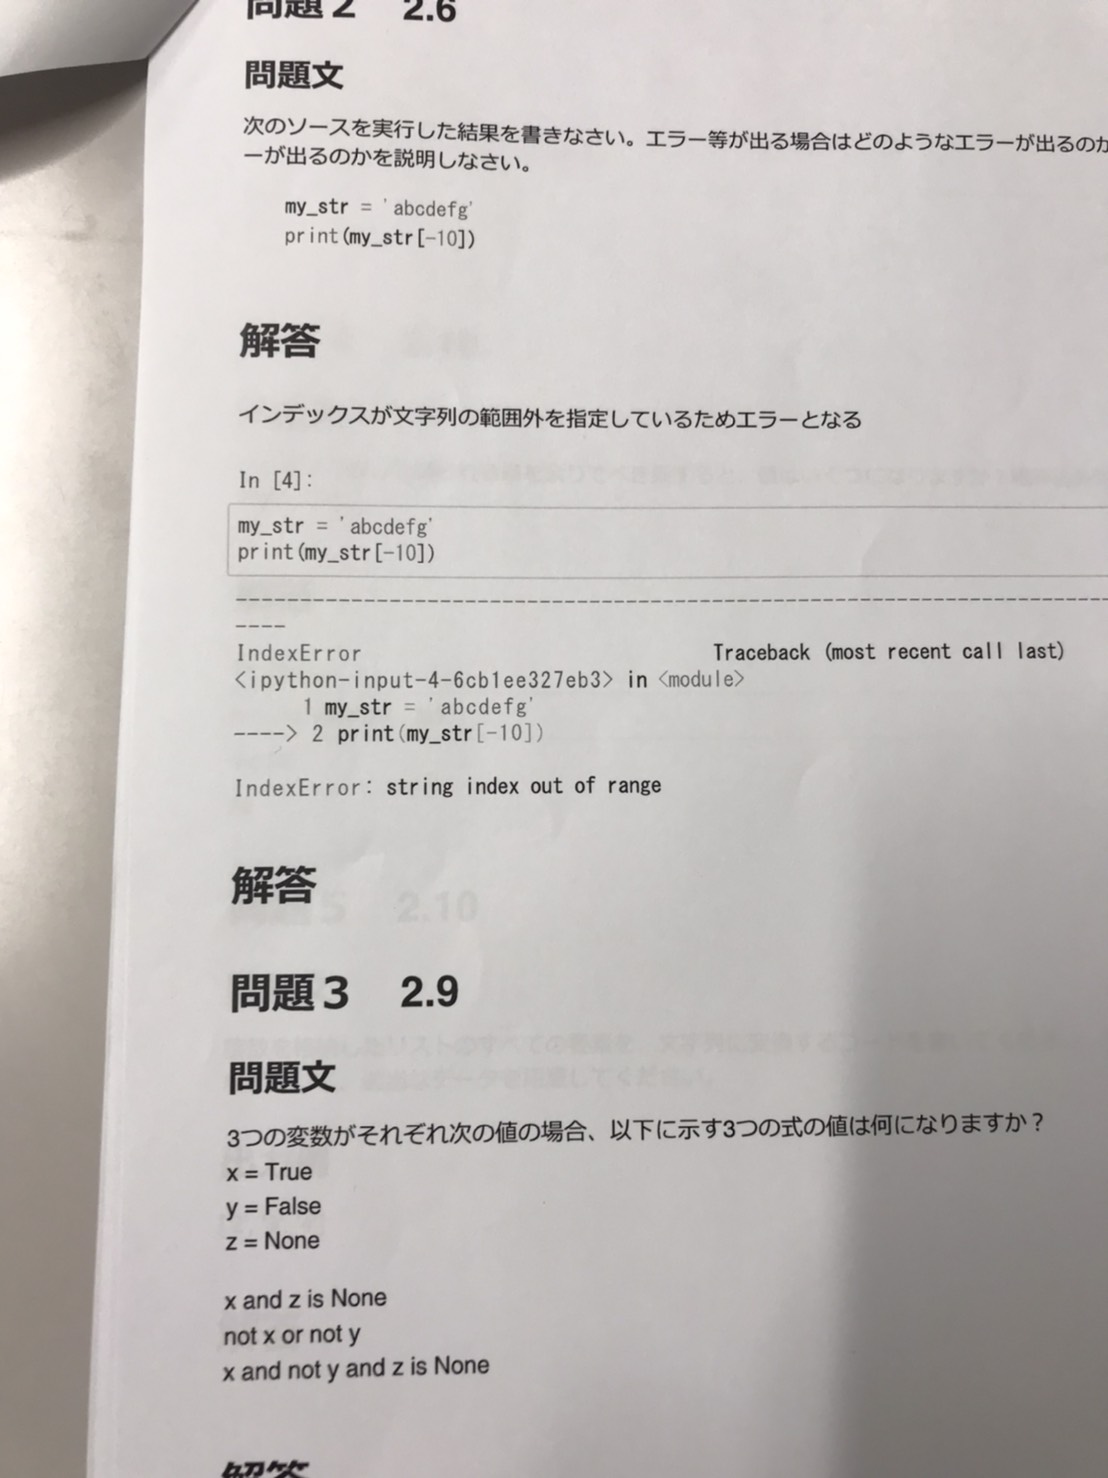 問題２ 2.6
問題文
次のソースを実行した結果を書きなさい。エラー等が出る場合はどのようなエラーが出るのか
ーが出るのかを説明しなさい。
my_str = 'abcdefg'
print(my_str[-10])
解答
インデックスが文字列の範囲外を指定しているためエラーとなる
In [4]:
my_str = 'abcdefg'
print(my_str[-10])
--------------------------------------------------------------------------
----
IndexError Traceback (most recent call last)
<ipython-input-4-6cb1ee327eb3> in <module>
1 my_str = 'abcdefg'
----> 2 print(my_str[-10])
IndexError: string index out of range
解答
問題３ 2.9
問題文
3つの変数がそれぞれ次の値の場合、以下に示す3つの式の値は何になりますか？
x = True
y = False
z = None
x and z is None
not x or not y
x and not y and z is None
解答